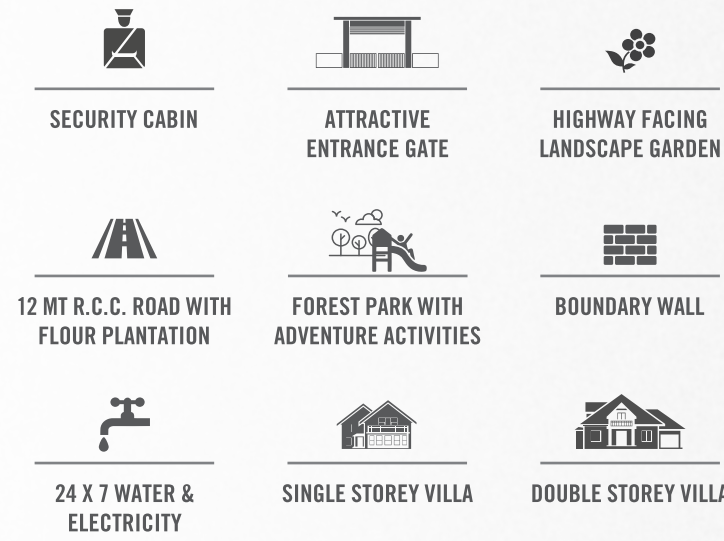 SECURITY CABIN
ATTRACTIVE
ENTRANCE GATE
HIGHWAY FACING
LANDSCAPE GARDEN
12 MT R.C.C. ROAD WITH
FLOUR PLANTATION
FOREST PARK WITH
ADVENTURE ACTIVITIES
BOUNDARY WALL
24 X 7 WATER &
ELECTRICITY
SINGLE STOREY VILLA
DOUBLE STOREY VILLA